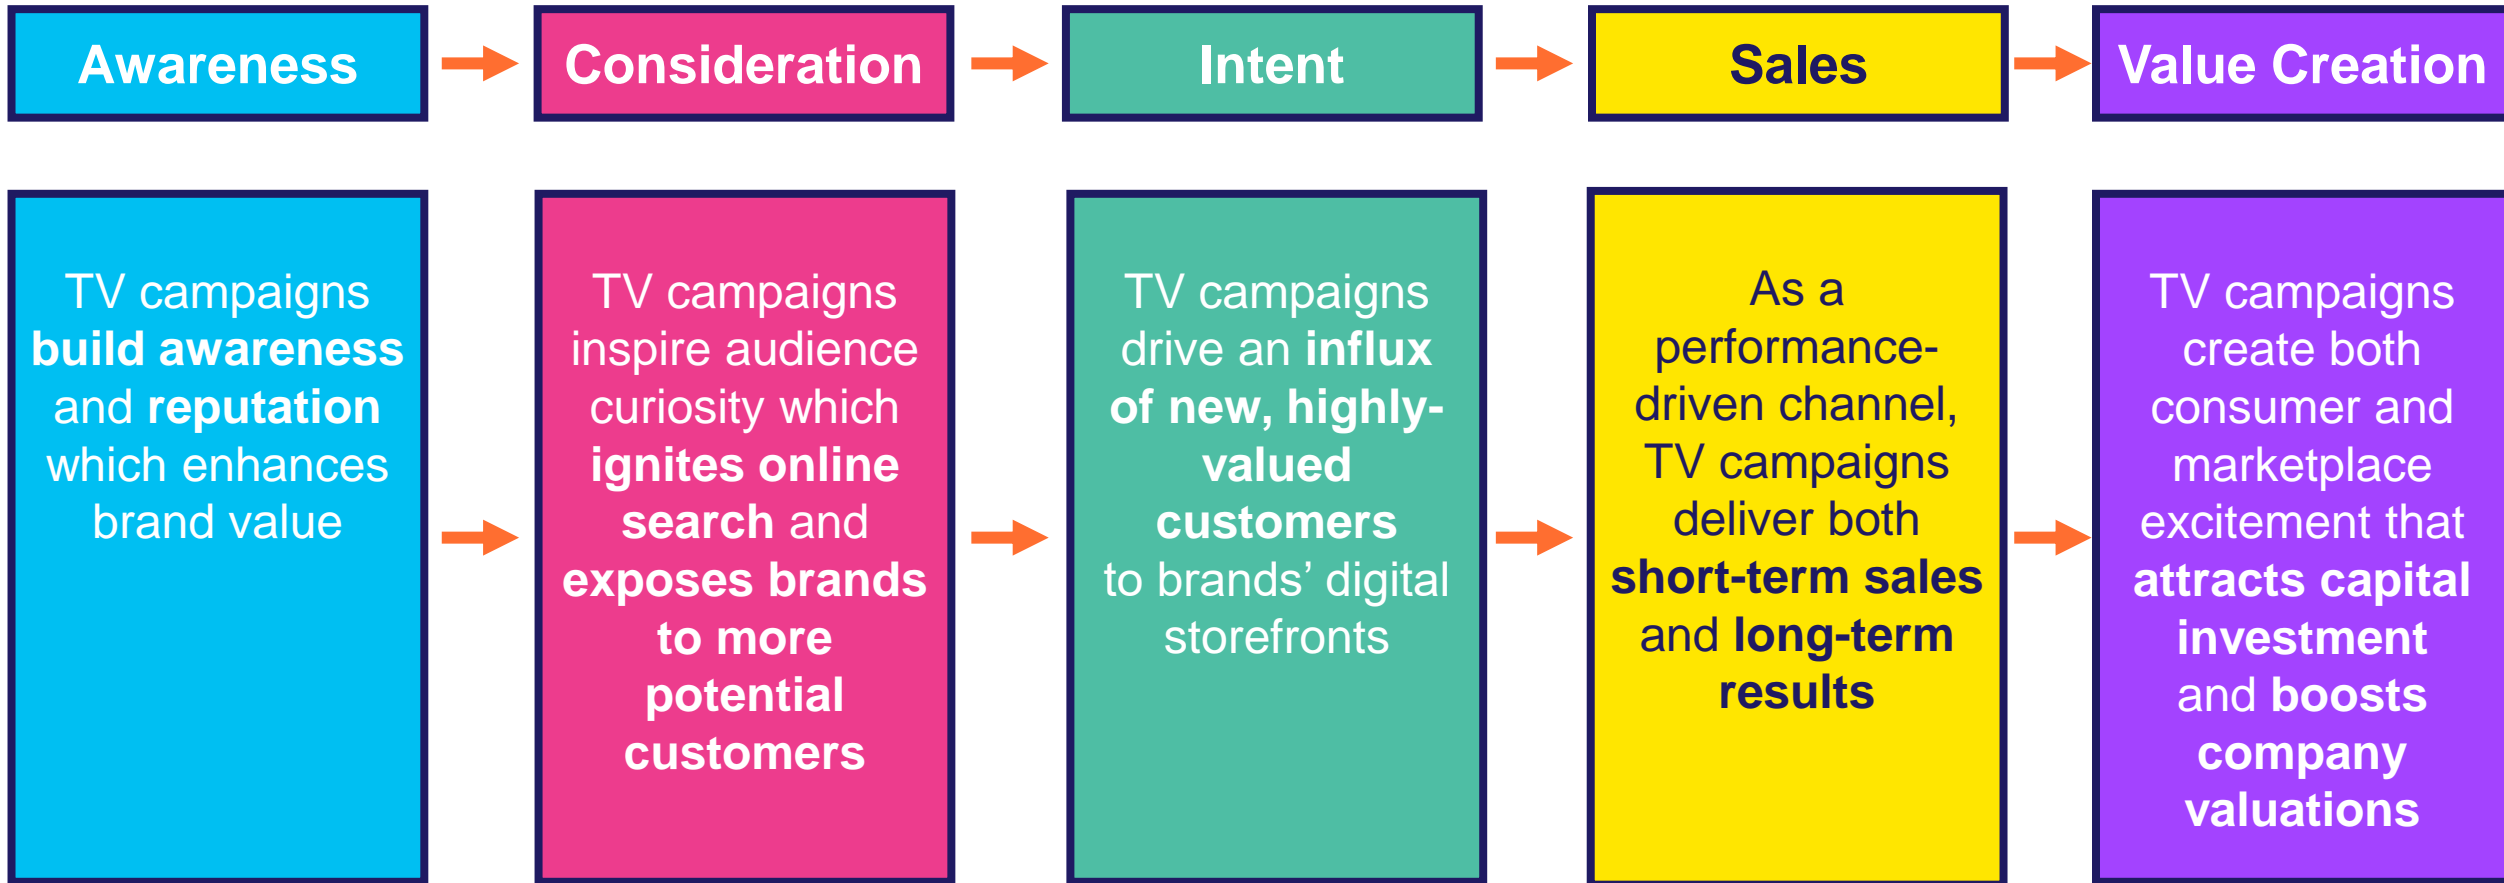 Awareness
Consideration
Intent
Sales
Value Creation
TV campaigns
build awareness
and reputation
which enhances
brand value
TV campaigns
inspire audience
curiosity which
ignites online
search and
exposes brands
to more
potential
customers
TV campaigns
drive an influx
of new, highly-
valued
customers
to brands’ digital
storefronts
As a
performance-
driven channel,
TV campaigns
deliver both
short-term sales
and long-term
results
TV campaigns
create both
consumer and
marketplace
excitement that
attracts capital
investment
and boosts
company
valuations